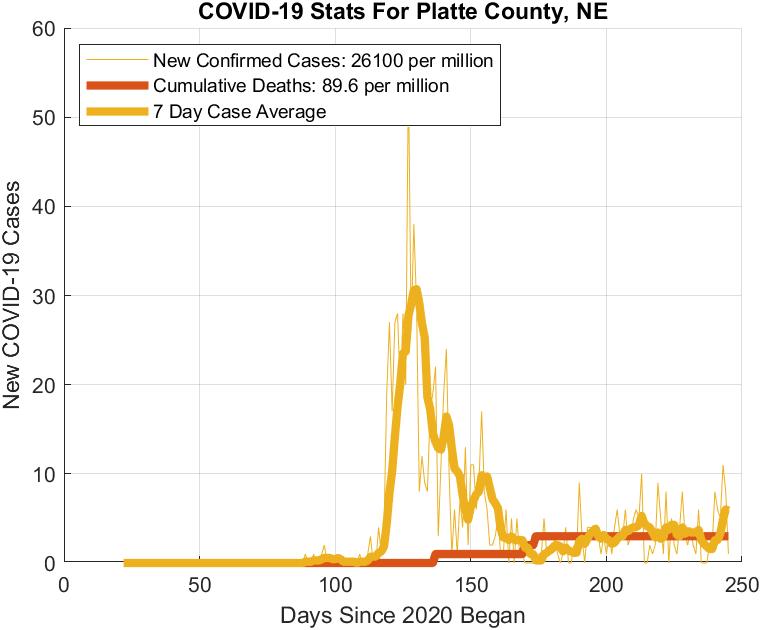 COVID-19 Stats For Platte County, NE
New Confirmed Cases: 26100 per million
Cumulative Deaths: 89.6 per million
7 Day Case Average
New COVID-19 Cases
60
50
40
30
20
10
0
0 50 100 150 200 250
Days Since 2020 Began